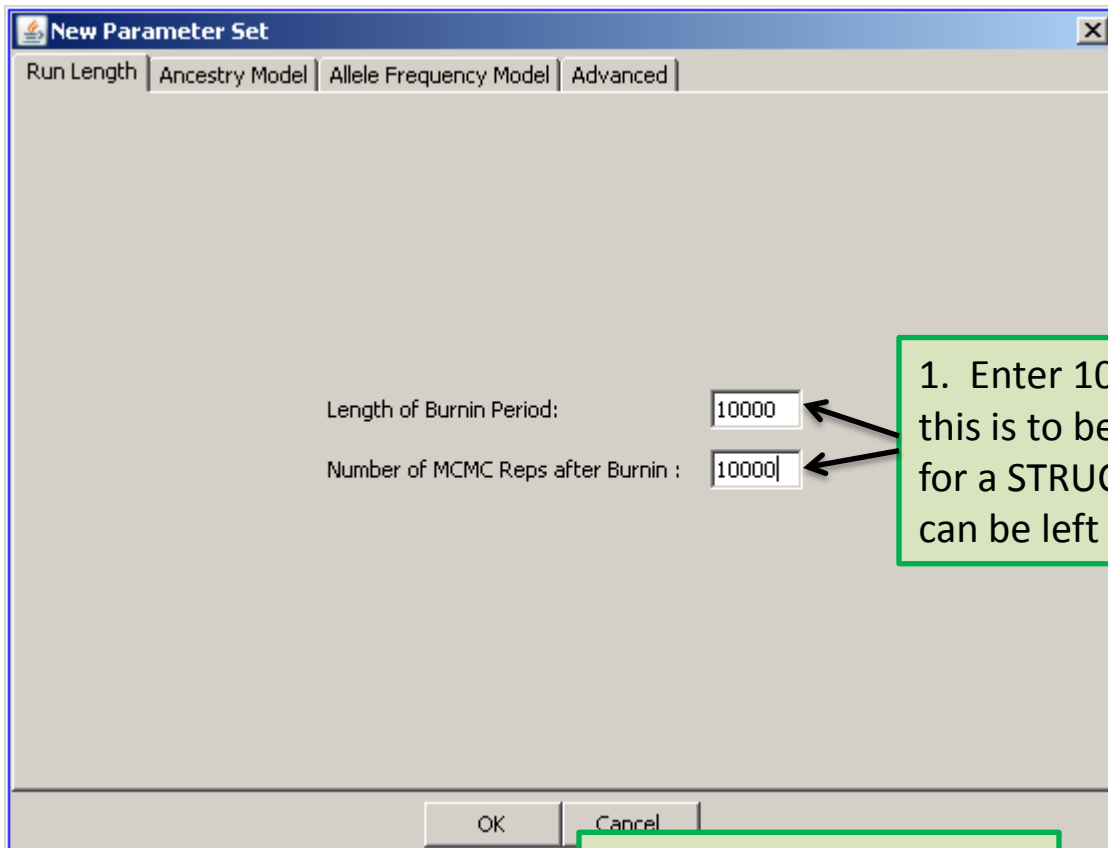 New Parameter Set
Run Length Ancestry Model Allele Frequency Model Advanced
Length of Burnin Period: 10000
Number of MCMC Reps after Burnin : 10000
1. Enter
this is to
for a
can be left
OK Cancel